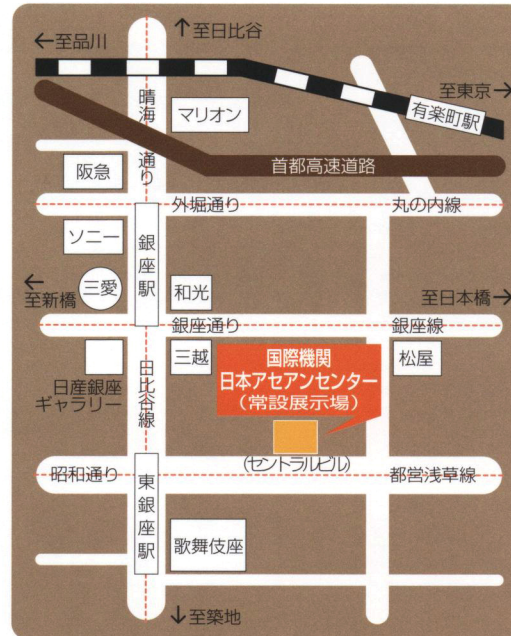 ↑至日比谷
←至品川
至東京→
有楽町駅
晴海通り
マリオン
阪急
首都高速道路
外堀通り
丸の内線
ソニー
銀座駅
三愛
←至新橋
和光
至日本橋→
銀座通り
銀座線
日産銀座
ギャラリー
日比谷線
三越
国際機関
日本アセアンセンター
(常設展示場)
松屋
(セントラルビル)
昭和通り
都営浅草線
東銀座駅
歌舞伎座
↓至築地